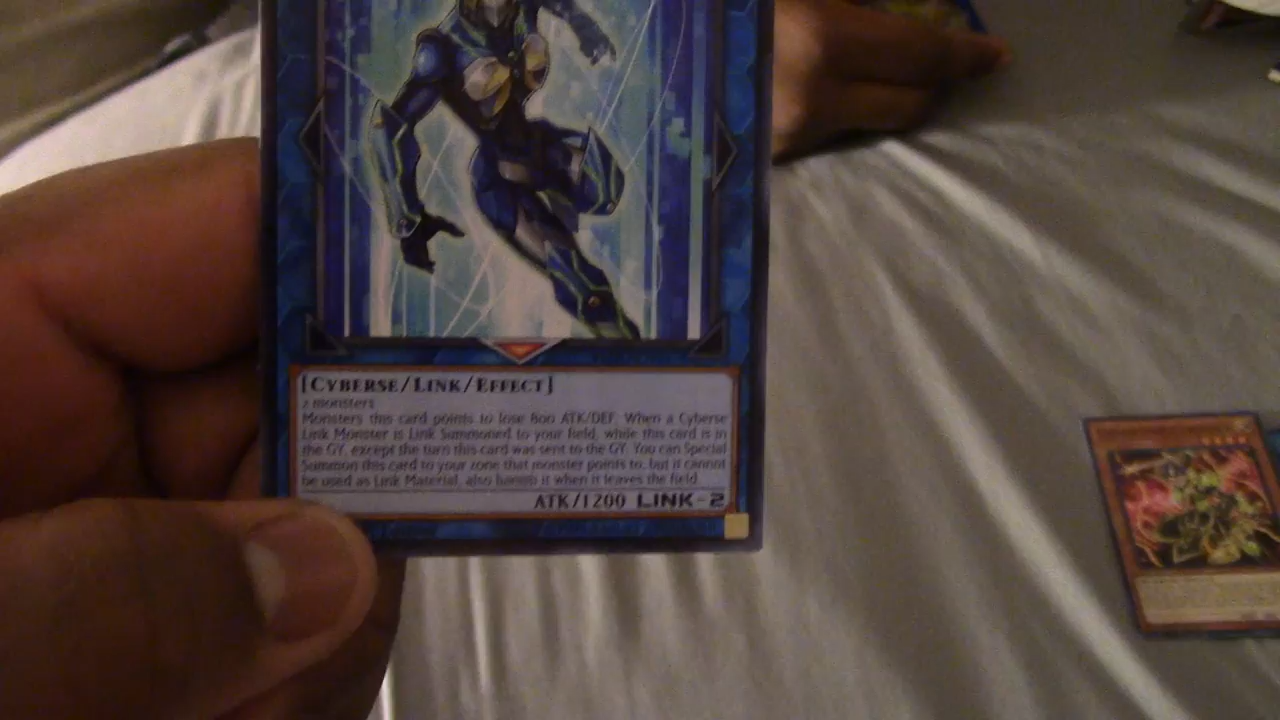 [CYBERSE/LINK/EFFECT]
2 monsters
Monsters this card points to lose 800 ATK/DEF. When a Cyberse
Link Monster is Link Summoned to your field, while this card is in
the GY, except the turn this card was sent to the GY: You can Special
Summon this card to your zone that monster points to, but it cannot
be used as Link Material, also banish it when it leaves the field.
ATK/1200 LINK-2